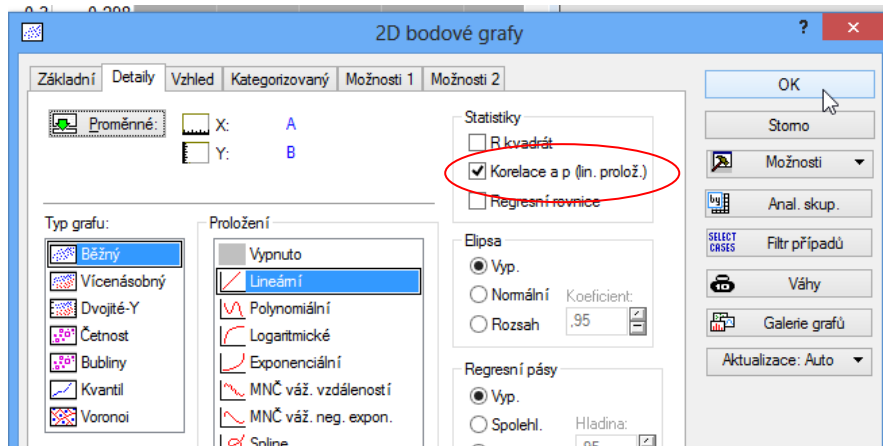 2D bodové grafy
?
×
Základní Detaily Vzhled Kategorizovaný Možnosti 1 Možnosti 2
Proměnné:
X: A
Y: B
Typ grafu:
Běžný
Vícenásobný
Dvojité-Y
Četnost
Bubliny
Kvantil
Voronoi
Proložení
Vypnuto
Lineární
Polynomiální
Logaritmické
Exponenciální
MNČ váž. vzdáleností
MNČ váž. neg. expon.
Spline
Statistiky
R kvadrát
Korelace a p (lin. prolož.)
Regresní rovnice
Elipsa
Vyp.
Normální Koeficient:
Rozsah ,95
Regresní pásy
Vyp.
Spolehl. Hladina:
OK
Storno
Možnosti
by
Anal. skup.
SELECT
CASES
Filtr případů
Váhy
Galerie grafů
Aktualizace: Auto